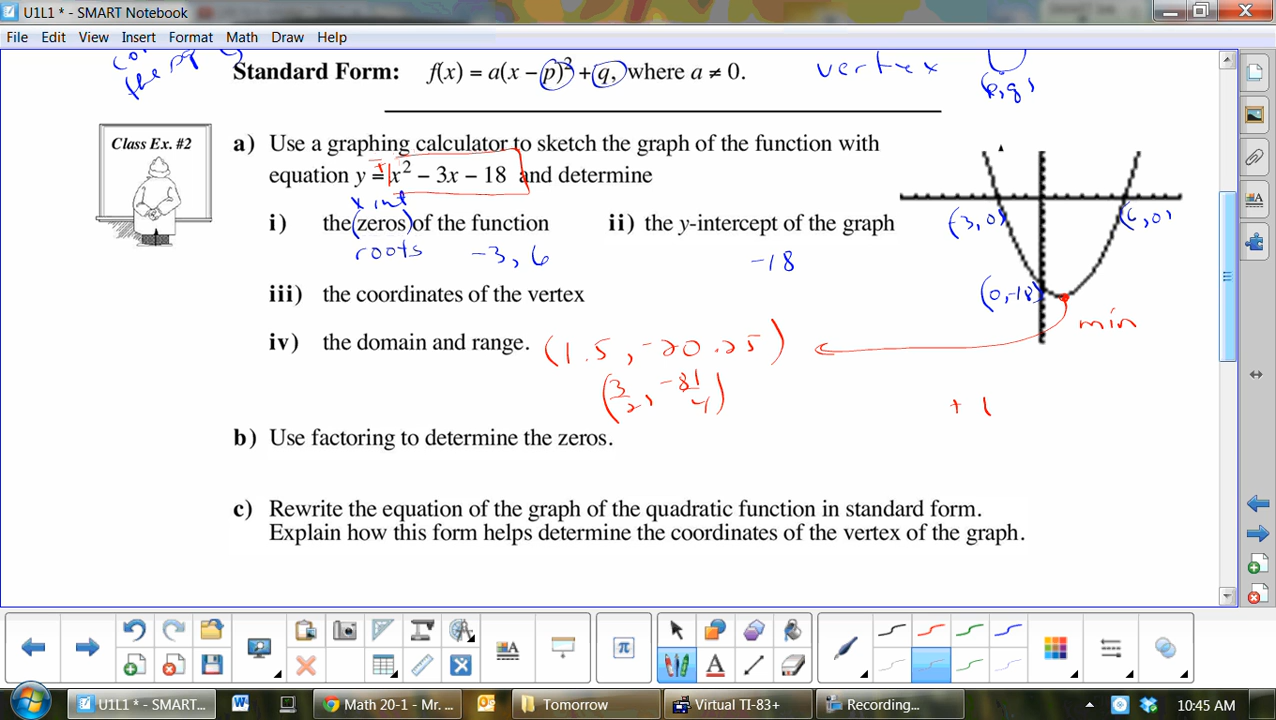 U1L1 * - SMART Notebook
File Edit View Insert Format Math Draw Help
the sq
Standard Form: f(x) = a(x − p)² + q, where a ≠ 0.
vertex
(p,q)
Class Ex. #2
a) Use a graphing calculator to sketch the graph of the function with
equation y = x² − 3x − 18 and determine
+1
x int
i) the (zeros) of the function
ii) the y-intercept of the graph
roots -3, 6
-18
(-3,0)
(6,0)
(0,-18)
min
iii) the coordinates of the vertex
iv) the domain and range.
(1.5, -20.25)
(3/2, -81/4)
+ 1
b) Use factoring to determine the zeros.
c) Rewrite the equation of the graph of the quadratic function in standard form.
Explain how this form helps determine the coordinates of the vertex of the graph.
π
A
U1L1 * - SMART...
Math 20-1 - Mr. ...
Tomorrow
Virtual TI-83+
Recording...
10:45 AM